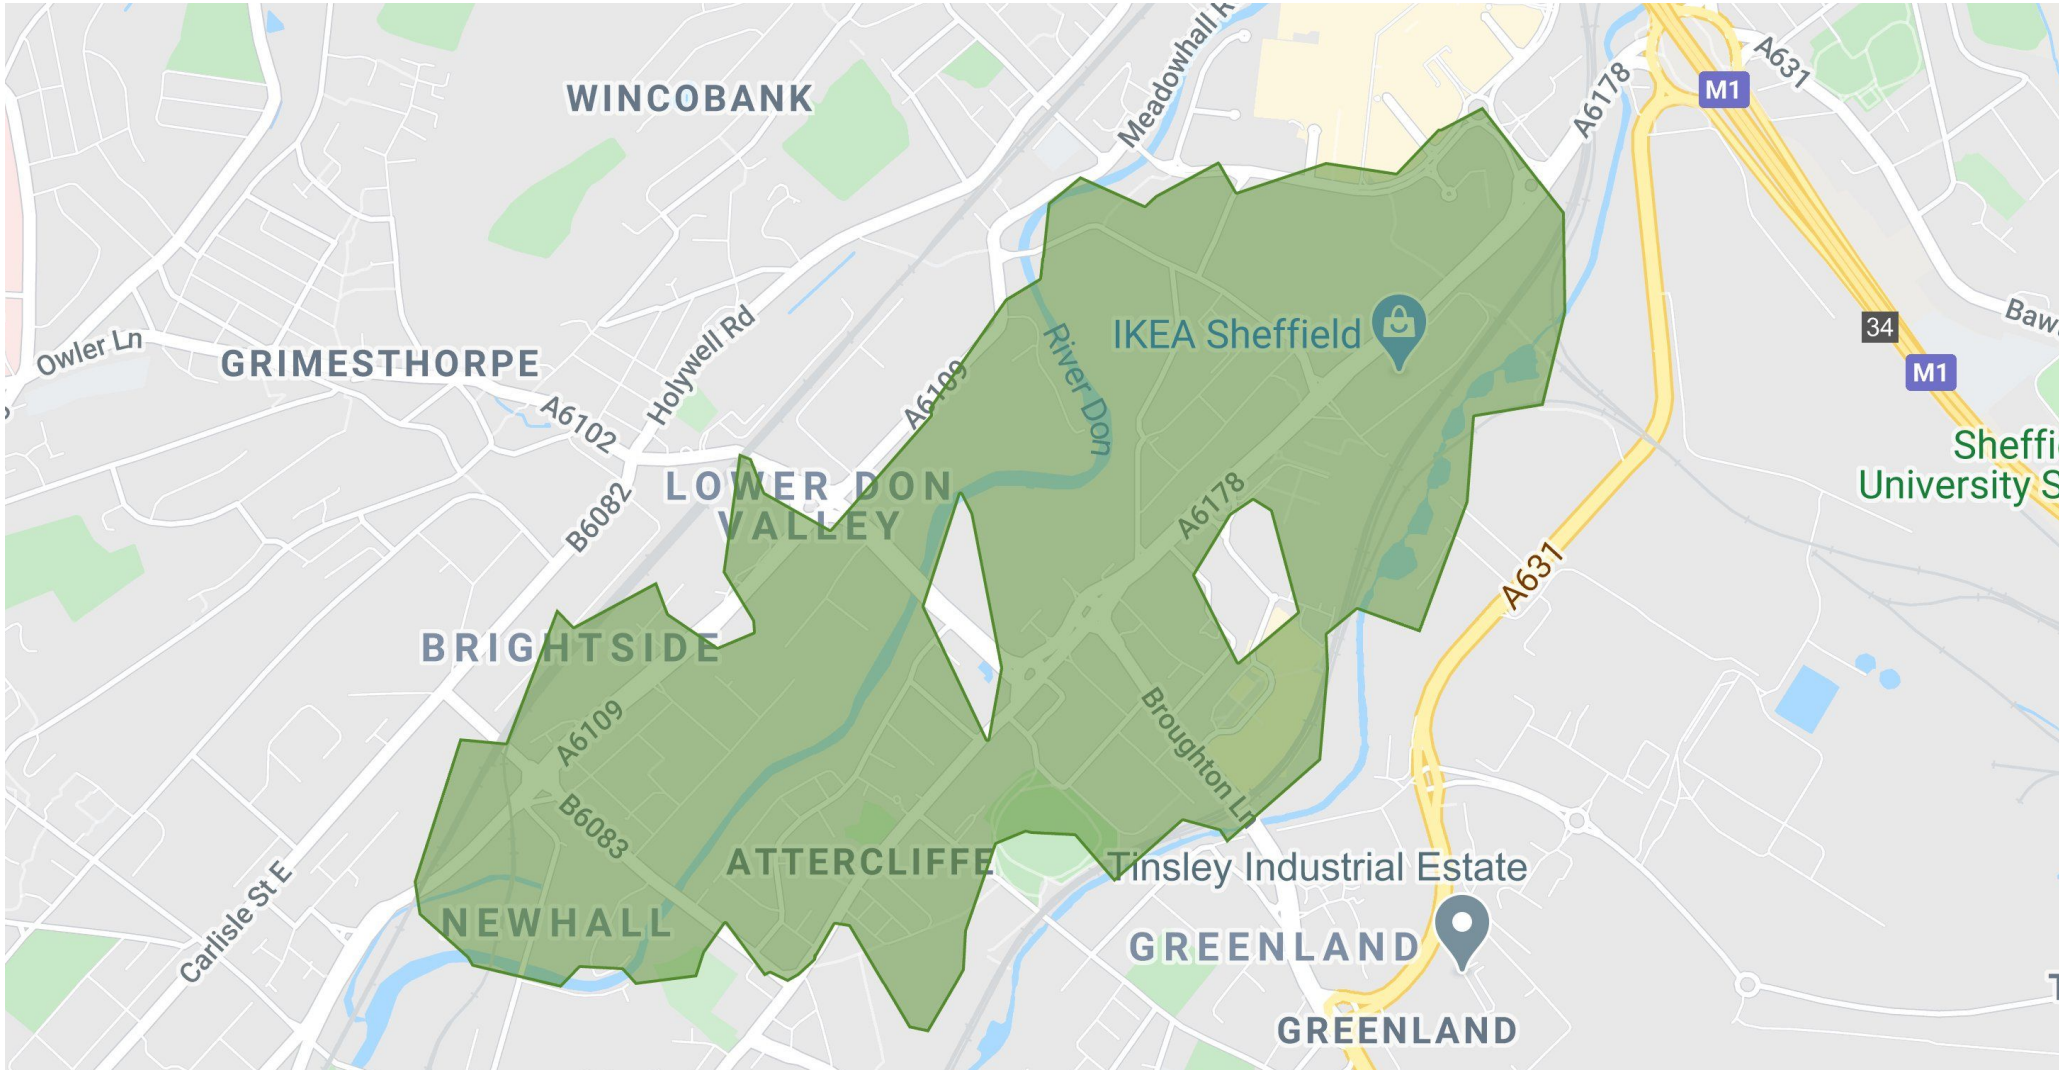 WINCOBANK
Meadowhall R
A6178
M1
A631
Owler Ln
GRIMESTHORPE
Holywell Rd
A6102
A6109
River Don
IKEA Sheffield
34
M1
Baw
Sheffi
University S
B6082
LOWER DON
VALLEY
A6178
A631
BRIGHTSIDE
A6109
Broughton Ln
B6083
ATTERCLIFFE
Tinsley Industrial Estate
Carlisle St E
NEWHALL
GREENLAND
GREENLAND